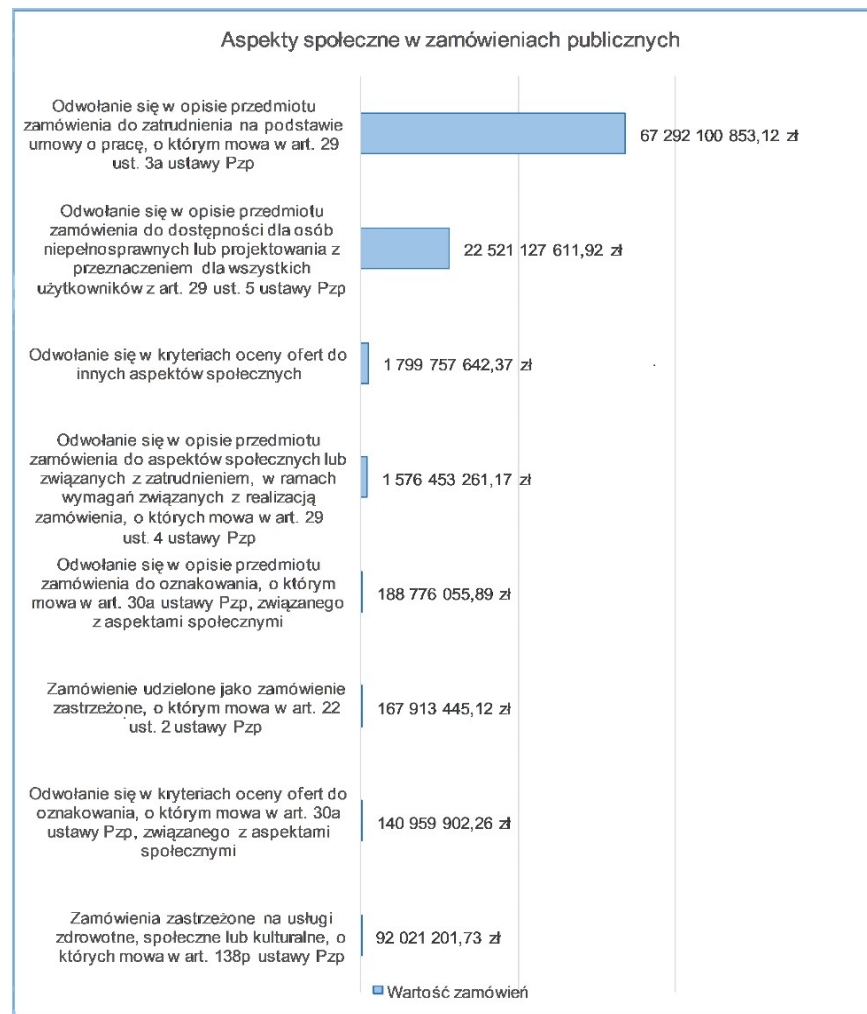 Aspekty społeczne w zamówieniach publicznych
Odwołanie się w opisie przedmiotu
zamówienia do zatrudnienia na podstawie
umowy o pracę, o którym mowa w art. 29
ust. 3a ustawy Pzp
67 292 100 853,12 zł
Odwołanie się w opisie przedmiotu
zamówienia do dostępności dla osób
niepełnosprawnych lub projektowania z
przeznaczeniem dla wszystkich
użytkowników z art. 29 ust. 5 ustawy Pzp
22 521 127 611,92 zł
Odwołanie się w kryteriach oceny ofert do
innych aspektów społecznych
1 799 757 642,37 zł
Odwołanie się w opisie przedmiotu
zamówienia do aspektów społecznych lub
związanych z zatrudnieniem, w ramach
wymagań związanych z realizacją
zamówienia, o których mowa w art. 29
ust. 4 ustawy Pzp
1 576 453 261,17 zł
Odwołanie się w opisie przedmiotu
zamówienia do oznakowania, o którym
mowa w art. 30a ustawy Pzp, związanego
z aspektami społecznymi
188 776 055,89 zł
Zamówienie udzielone jako zamówienie
zastrzeżone, o którym mowa w art. 22
ust. 2 ustawy Pzp
167 913 445,12 zł
Odwołanie się w kryteriach oceny ofert do
oznakowania, o którym mowa w art. 30a
ustawy Pzp, związanego z aspektami
społecznymi
140 959 902,26 zł
Zamówienia zastrzeżone na usługi
zdrowotne, społeczne lub kulturalne, o
których mowa w art. 138p ustawy Pzp
92 021 201,73 zł
Wartość zamówień